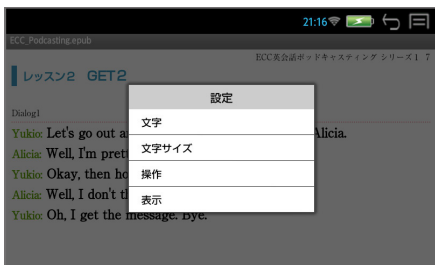 21:16
ECC_Podcasting.epub
ECC英会話ポッドキャスティング シリーズ1 7
レッスン2 GET2
設定
Dialog1
文字
Yukio: Let's go out a Alicia.
文字サイズ
Alicia: Well, I'm pret
操作
Yukio: Okay, then ho
Alicia: Well, I don't th
表示
Yukio: Oh, I get the message. Bye.